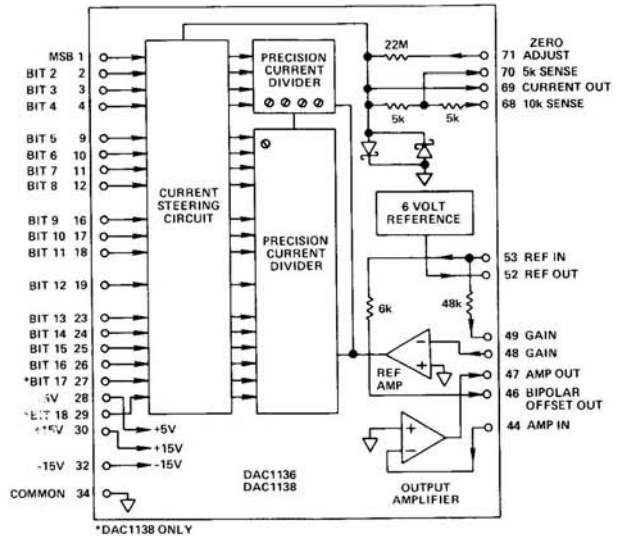 MSB 1
BIT 2 2
BIT 3 3
BIT 4 4
BIT 5 9
BIT 6 10
BIT 7 11
BIT 8 12
BIT 9 16
BIT 10 17
BIT 11 18
BIT 12 19
BIT 13 23
BIT 14 24
BIT 15 25
BIT 16 26
*BIT 17 27
5V 28
*BIT 18 29
+15V 30
-15V 32
COMMON 34
CURRENT
STEERING
CIRCUIT
+5V
+15V
-15V
PRECISION
CURRENT
DIVIDER
PRECISION
CURRENT
DIVIDER
22M
5k
5k
6 VOLT
REFERENCE
6k
48k
REF
AMP
−
+
+
−
OUTPUT
AMPLIFIER
DAC1136
DAC1138
ZERO
71 ADJUST
70 5k SENSE
69 CURRENT OUT
68 10k SENSE
53 REF IN
52 REF OUT
49 GAIN
48 GAIN
47 AMP OUT
46 BIPOLAR
OFFSET OUT
44 AMP IN
*DAC1138 ONLY